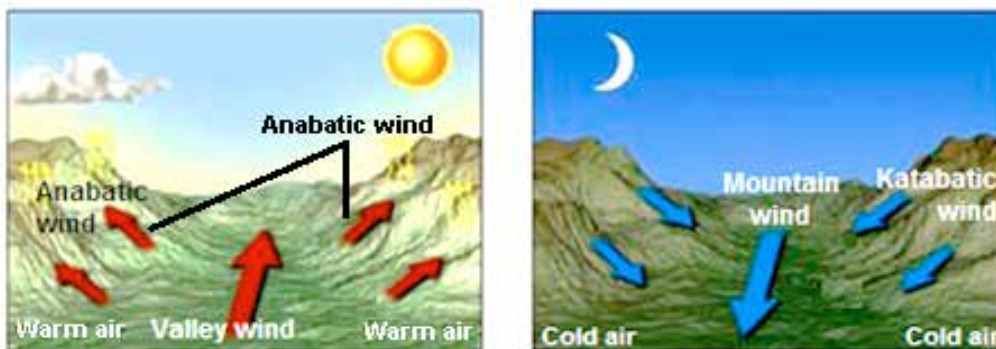 Anabatic wind
Anabatic
wind
Warm air
Valley wind
Warm air
Mountain
wind
Katabatic
wind
Cold air
Cold air